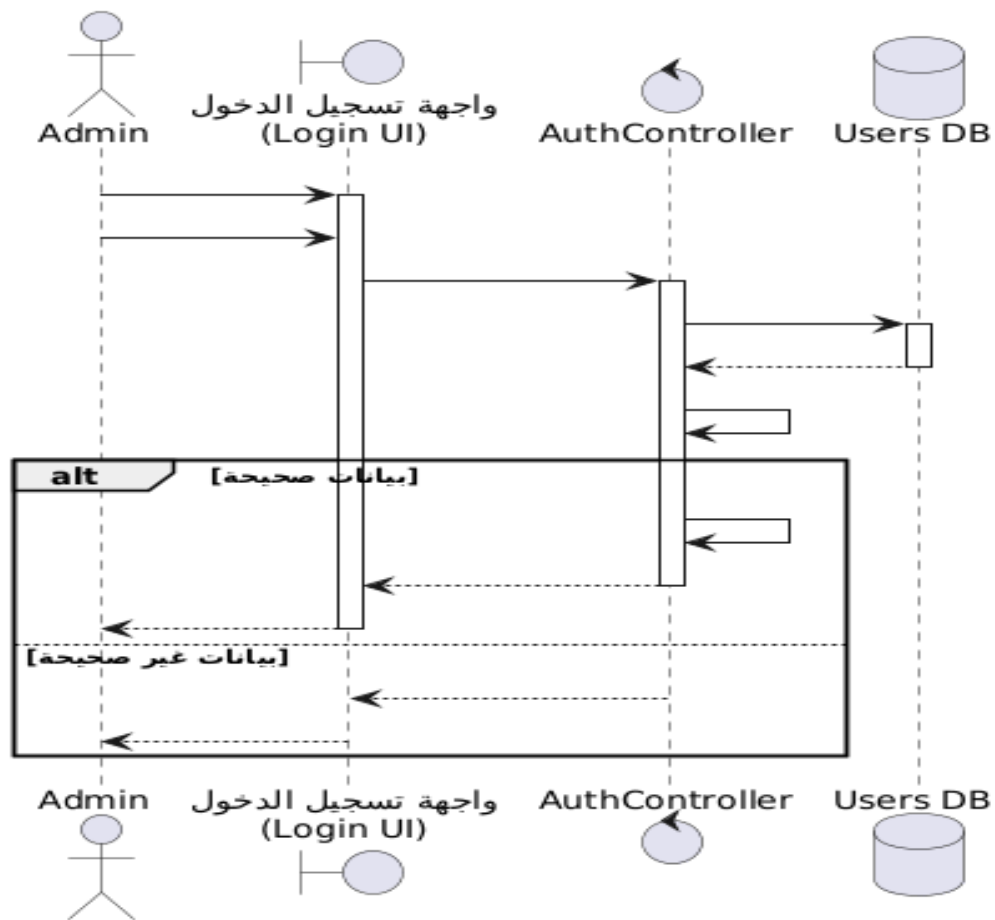 Admin
واجهة تسجيل الدخول
(Login UI)
AuthController
Users DB
alt
[بيانات صحيحة]
[بيانات غير صحيحة]
Admin
واجهة تسجيل الدخول
(Login UI)
AuthController
Users DB